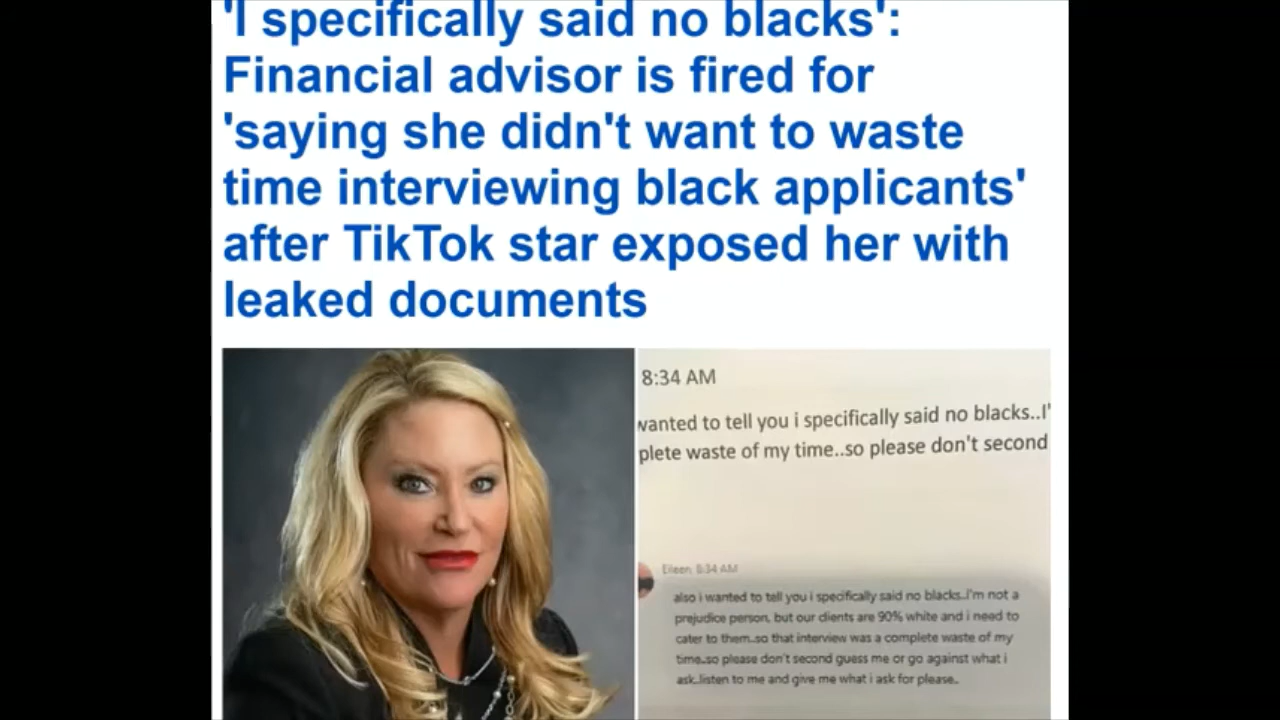 'I specifically said no blacks':
Financial advisor is fired for
'saying she didn't want to waste
time interviewing black applicants'
after TikTok star exposed her with
leaked documents
8:34 AM
wanted to tell you i specifically said no blacks..I'
plete waste of my time..so please don't second
Eileen 8:34 AM
also i wanted to tell you i specifically said no blacks..i'm not a
prejudice person, but our clients are 90% white and i need to
cater to them..so that interview was a complete waste of my
time..so please don't second guess me or go against what i
ask..listen to me and give me what i ask for please..